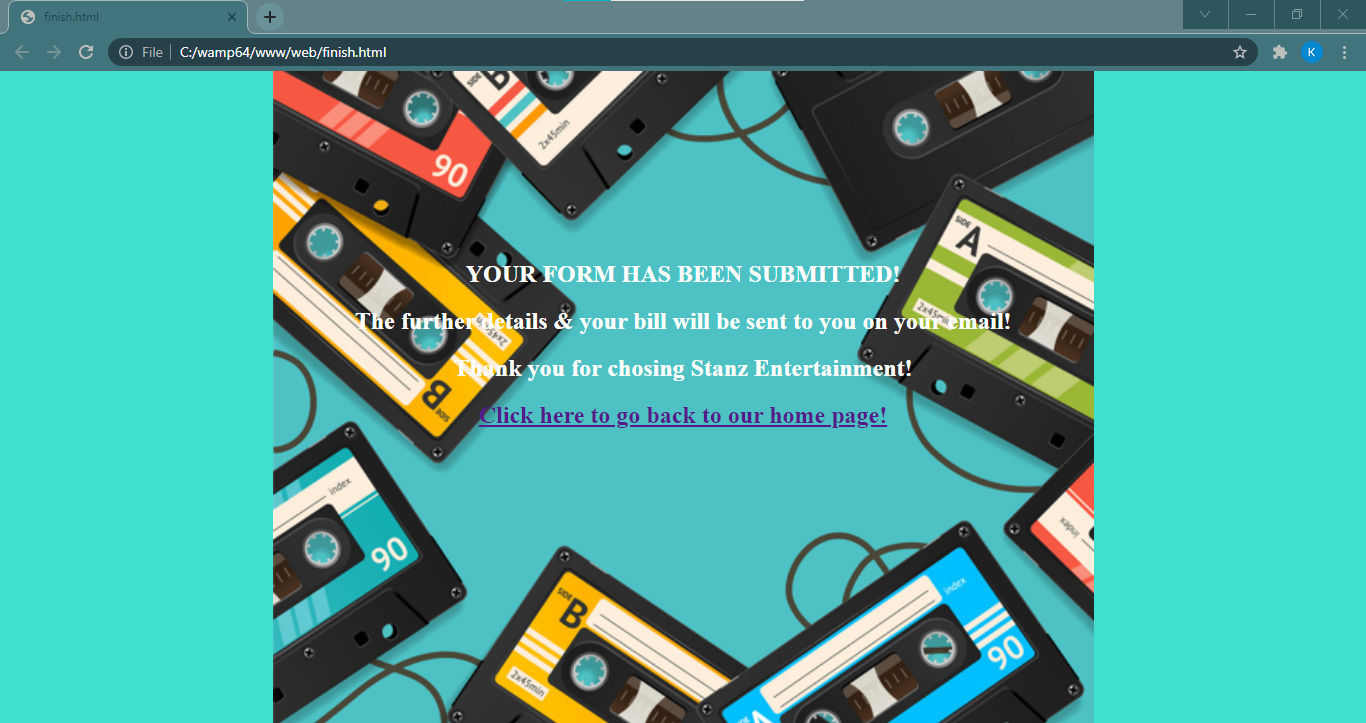 finish.html
File
C:/wamp64/www/web/finish.html
K
B
SIDE
2x45min
90
SIDE
A
2x45min
YOUR FORM HAS BEEN SUBMITTED!
The further details & your bill will be sent to you on your email!
Thank you for chosing Stanz Entertainment!
Click here to go back to our home page!
2x45min
B
SIDE
index
90
index
SIDE
B
2x45min
index
90
A